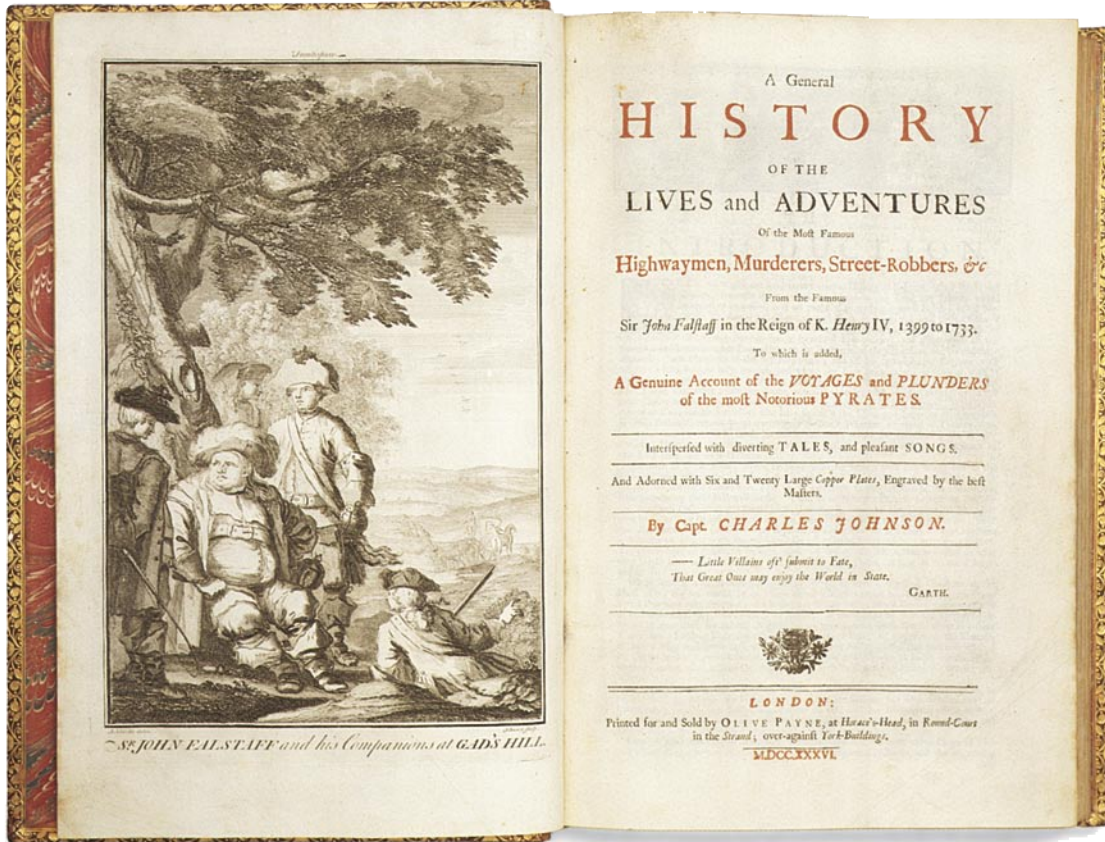 Frontispiece.
Sr. JOHN FALSTAFF and his Companions at GAD'S HILL.
A General
HISTORY
OF THE
LIVES and ADVENTURES
Of the Moſt Famous
Highwaymen, Murderers, Street-Robbers, &c
From the Famous
Sir John Falſtaff in the Reign of K. Henry IV, 1399 to 1733.
To which is added,
A Genuine Account of the VOYAGES and PLUNDERS
of the moſt Notorious PYRATES.
Interſperſed with diverting TALES, and pleaſant SONGS.
And Adorned with Six and Twenty Large Copper Plates, Engraved by the beſt
Maſters.
By Capt. CHARLES JOHNSON.
—— Little Villains oft' ſubmit to Fate,
That Great Ones may enjoy the World in State.
GARTH.
LONDON:
Printed for and Sold by OLIVE PAYNE, at Horace's-Head, in Round-Court
in the Strand; over-againſt York-Buildings.
M.DCC.XXXVI.